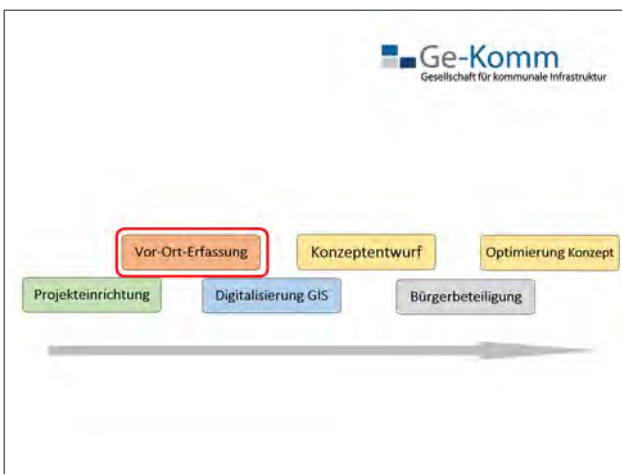 Ge-Komm
Gesellschaft für kommunale Infrastruktur
Vor-Ort-Erfassung
Konzeptentwurf
Optimierung Konzept
Projekteinrichtung
Digitalisierung GIS
Bürgerbeteiligung